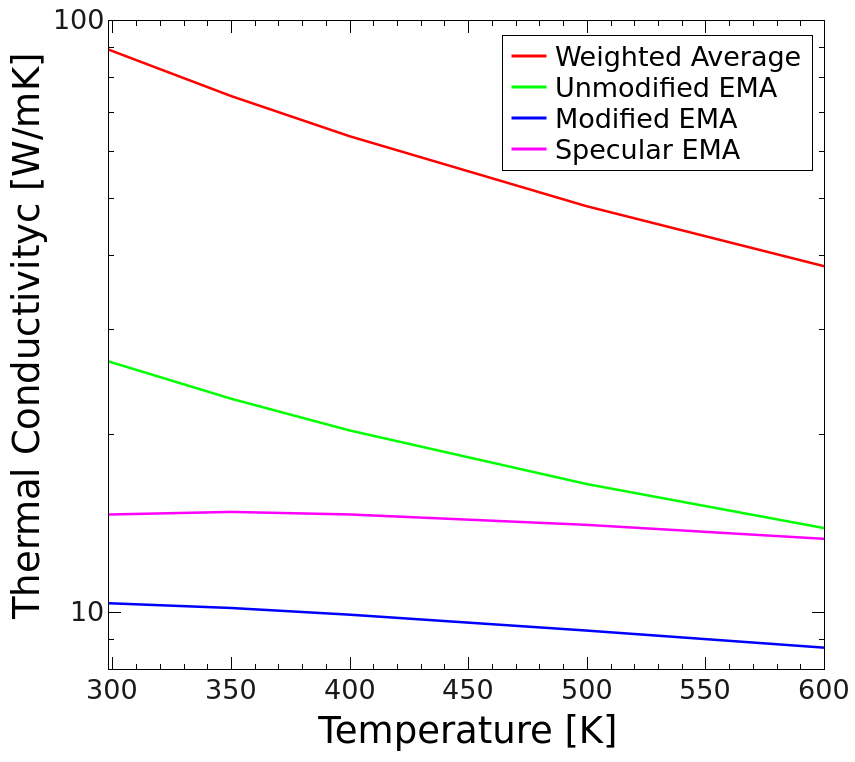 100
Weighted Average
Unmodified EMA
Modified EMA
Specular EMA
Thermal Conductivityc [W/mK]
10
300 350 400 450 500 550 600
Temperature [K]